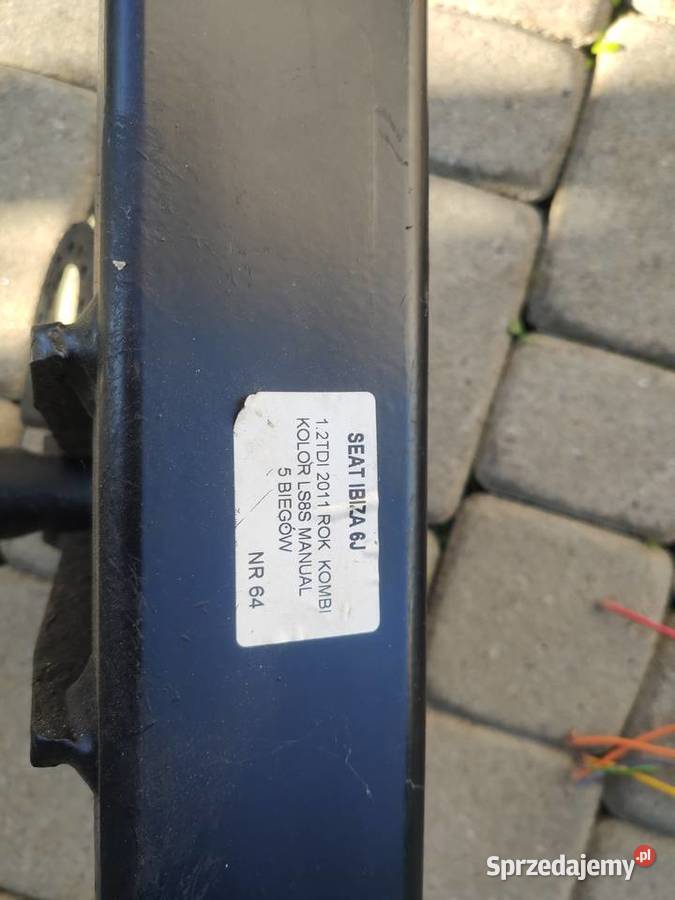 SEAT IBIZA 6J
1.2TDI 2011 ROK KOMBI
KOLOR LS8S MANUAL
5 BIEGÓW
NR 64
Sprzedajemy.pl